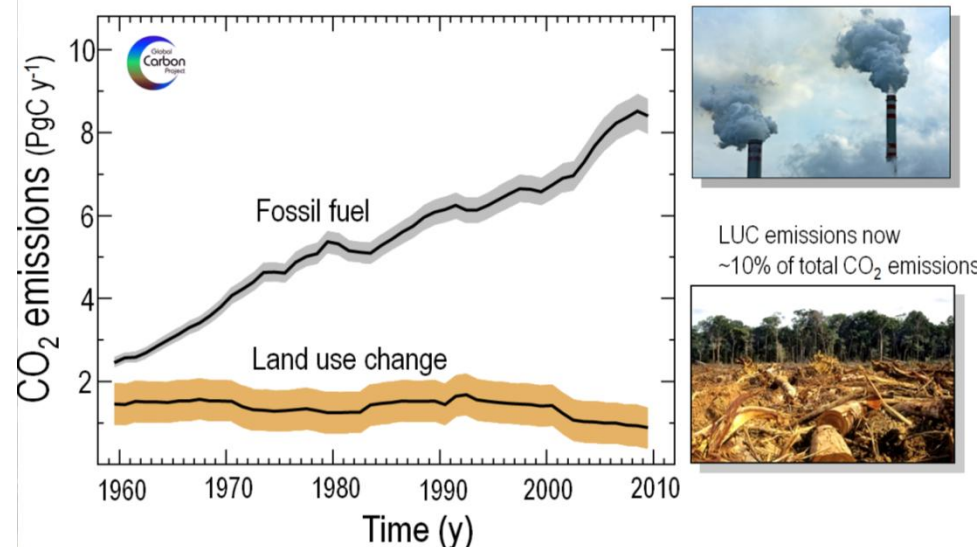 CO₂ emissions (PgC y⁻¹)
10
8
6
4
2
Global
Carbon
Project
Fossil fuel
Land use change
1960 1970 1980 1990 2000 2010
Time (y)
LUC emissions now
~10% of total CO₂ emissions